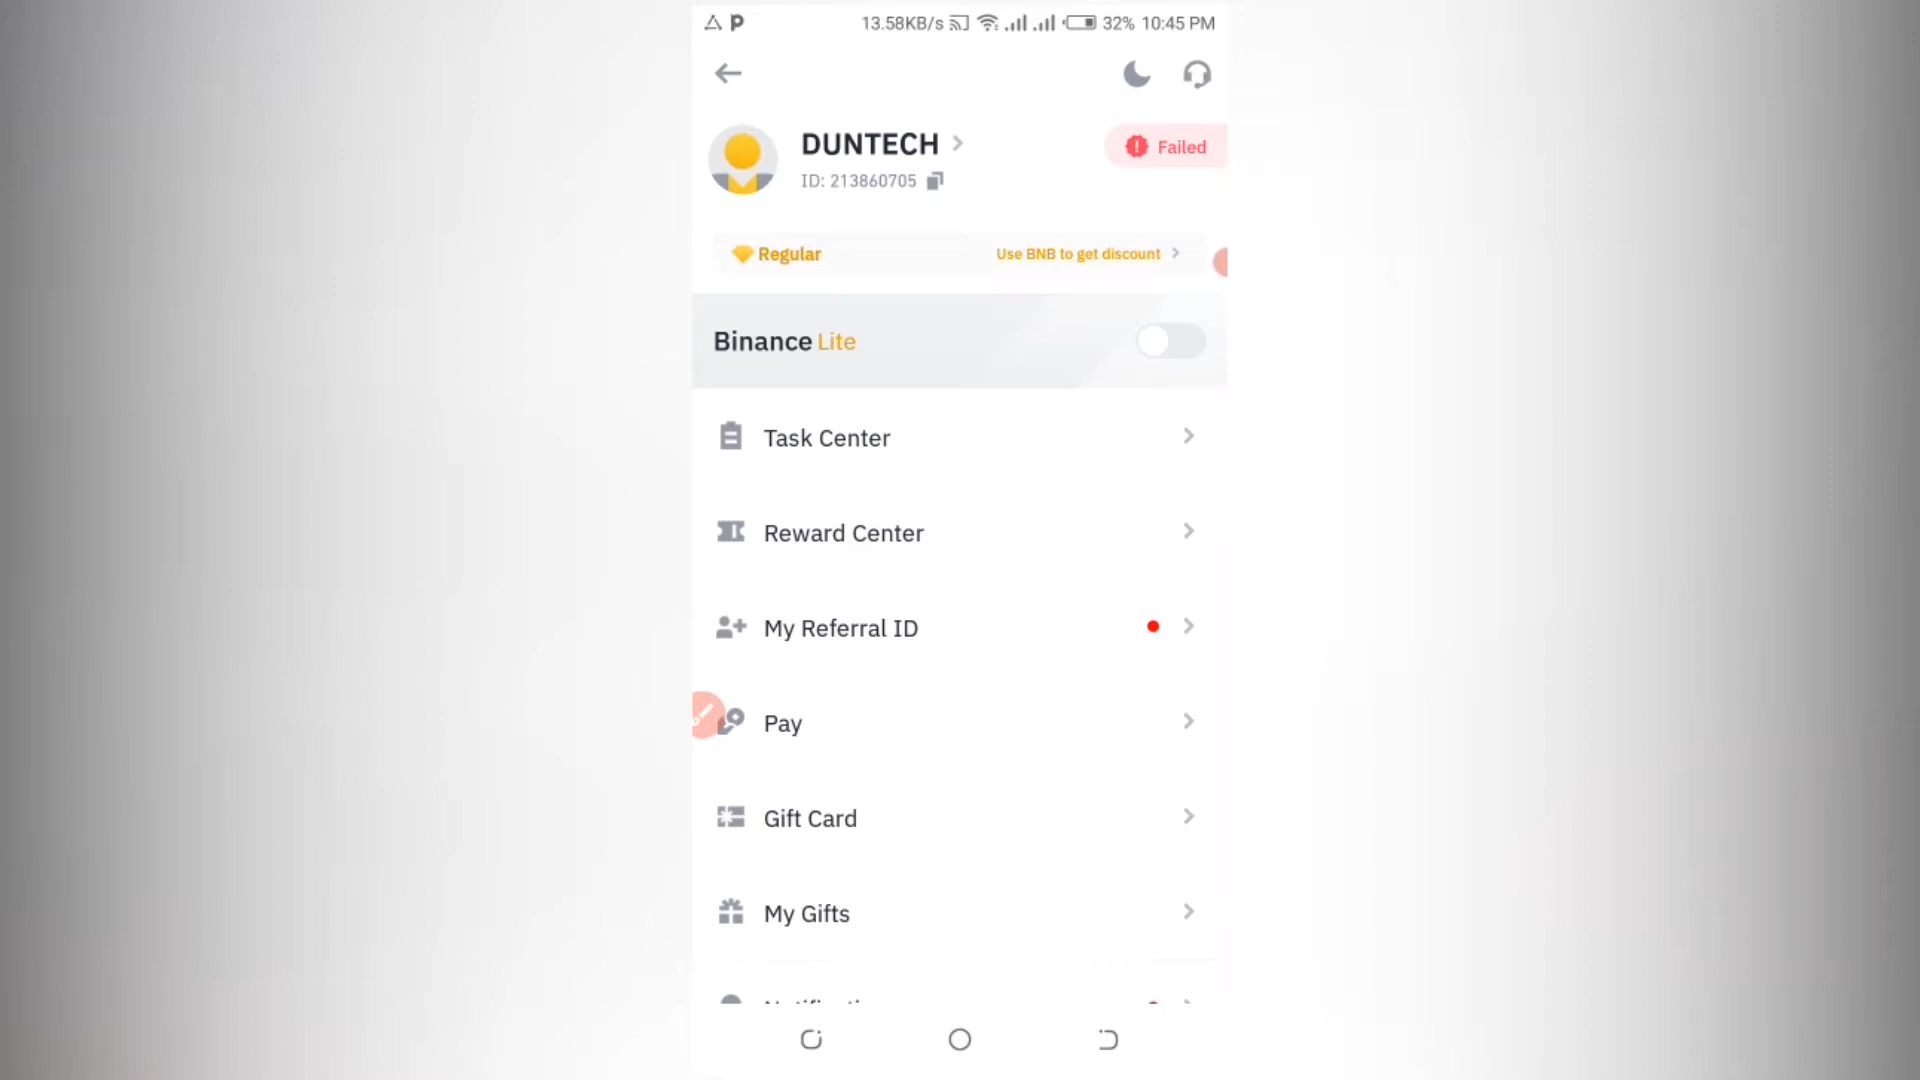 13.58KB/s 32% 10:45 PM
DUNTECH
Failed
ID: 213860705
Regular
Use BNB to get discount
Binance Lite
Task Center
Reward Center
My Referral ID
Pay
Gift Card
My Gifts